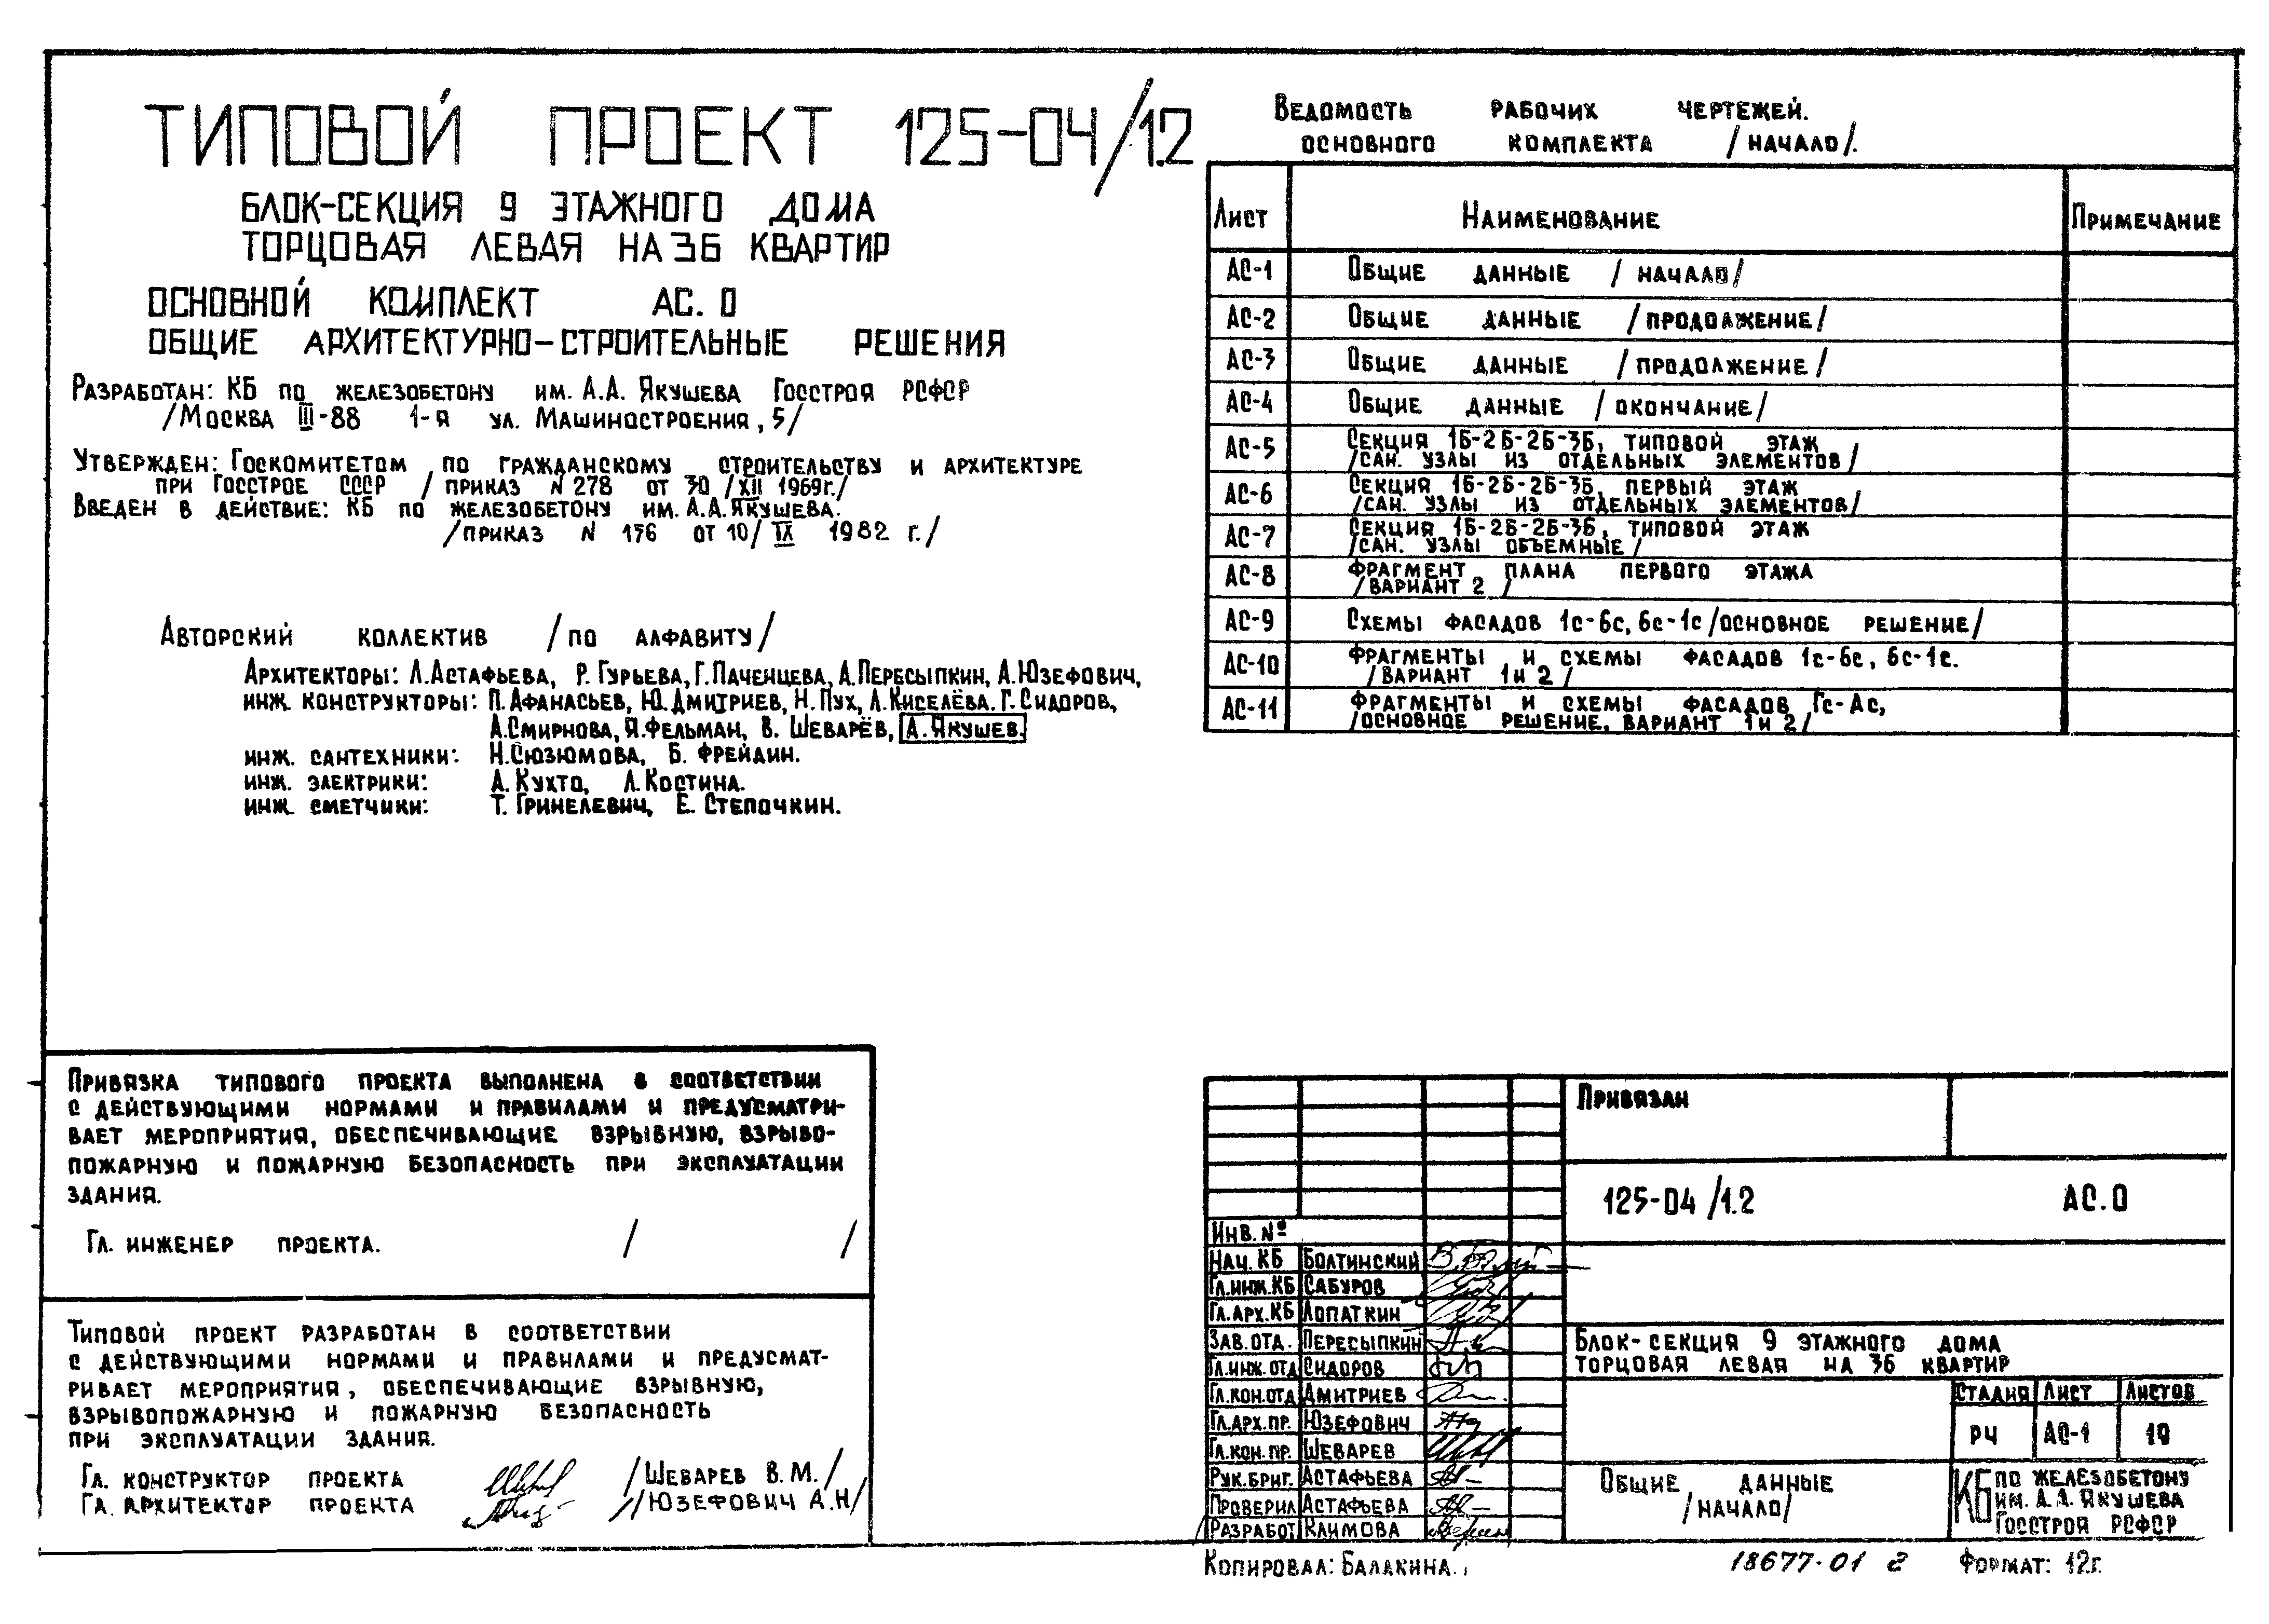 ТИПОВОЙ ПРОЕКТ 125-04/1.2
БЛОК-СЕКЦИЯ 9 ЭТАЖНОГО ДОМА
ТОРЦОВАЯ ЛЕВАЯ НА 36 КВАРТИР
ОСНОВНОЙ КОМПЛЕКТ АС.0
ОБЩИЕ АРХИТЕКТУРНО-СТРОИТЕЛЬНЫЕ РЕШЕНИЯ
РАЗРАБОТАН: КБ ПО ЖЕЛЕЗОБЕТОНУ ИМ. А.А. ЯКУШЕВА ГОССТРОЯ РСФСР
/МОСКВА III-88 1-Я УЛ. МАШИНОСТРОЕНИЯ, 5/
УТВЕРЖДЕН: ГОСКОМИТЕТОМ ПО ГРАЖДАНСКОМУ СТРОИТЕЛЬСТВУ И АРХИТЕКТУРЕ
ПРИ ГОССТРОЕ СССР /ПРИКАЗ N 278 ОТ 30/XII 1969г./
ВВЕДЕН В ДЕЙСТВИЕ: КБ ПО ЖЕЛЕЗОБЕТОНУ ИМ. А.А. ЯКУШЕВА.
/ПРИКАЗ N 176 ОТ 10/IX 1982 г./
АВТОРСКИЙ КОЛЛЕКТИВ /ПО АЛФАВИТУ/
АРХИТЕКТОРЫ: Л.АСТАФЬЕВА, Р.ГУРЬЕВА, Г.ПАЧЕНЦЕВА, А.ПЕРЕСЫПКИН, А.ЮЗЕФОВИЧ,
ИНЖ. КОНСТРУКТОРЫ: П.АФАНАСЬЕВ, Ю.ДМИТРИЕВ, Н.ПУХ, Л.КИСЕЛЁВА. Г.СИДОРОВ,
А.СМИРНОВА, Я.ФЕЛЬМАН, В. ШЕВАРЁВ, А. ЯКУШЕВ.
ИНЖ. САНТЕХНИКИ: Н.СЮЗЮМОВА, Б. ФРЕЙДИН.
ИНЖ. ЭЛЕКТРИКИ: А. КУХТО, Л.КОСТИНА.
ИНЖ. СМЕТЧИКИ: Т. ГРИНЕЛЕВИЧ, Е. СТЕПОЧКИН.
ВЕДОМОСТЬ РАБОЧИХ ЧЕРТЕЖЕЙ.
ОСНОВНОГО КОМПЛЕКТА /НАЧАЛО/.
ЛИСТ НАИМЕНОВАНИЕ ПРИМЕЧАНИЕ
АС-1 ОБЩИЕ ДАННЫЕ /НАЧАЛО/
АС-2 ОБЩИЕ ДАННЫЕ /ПРОДОЛЖЕНИЕ/
АС-3 ОБЩИЕ ДАННЫЕ /ПРОДОЛЖЕНИЕ/
АС-4 ОБЩИЕ ДАННЫЕ /ОКОНЧАНИЕ/
АС-5 СЕКЦИЯ 1Б-2Б-2Б-3Б, ТИПОВОЙ ЭТАЖ
/САН. УЗЛЫ ИЗ ОТДЕЛЬНЫХ ЭЛЕМЕНТОВ/
АС-6 СЕКЦИЯ 1Б-2Б-2Б-3Б, ПЕРВЫЙ ЭТАЖ
/САН. УЗЛЫ ИЗ ОТДЕЛЬНЫХ ЭЛЕМЕНТОВ/
АС-7 СЕКЦИЯ 1Б-2Б-2Б-3Б, ТИПОВОЙ ЭТАЖ
/САН. УЗЛЫ ОБЪЕМНЫЕ/
АС-8 ФРАГМЕНТ ПЛАНА ПЕРВОГО ЭТАЖА
/ВАРИАНТ 2/
АС-9 СХЕМЫ ФАСАДОВ 1с-6с, 6с-1с /ОСНОВНОЕ РЕШЕНИЕ/
АС-10 ФРАГМЕНТЫ И СХЕМЫ ФАСАДОВ 1с-6с, 6с-1с.
/ВАРИАНТ 1 и 2/
АС-11 ФРАГМЕНТЫ И СХЕМЫ ФАСАДОВ Гс-Ас,
/ОСНОВНОЕ РЕШЕНИЕ, ВАРИАНТ 1 и 2/
ПРИВЯЗКА ТИПОВОГО ПРОЕКТА ВЫПОЛНЕНА В СООТВЕТСТВИИ
С ДЕЙСТВУЮЩИМИ НОРМАМИ И ПРАВИЛАМИ И ПРЕДУСМАТРИ-
ВАЕТ МЕРОПРИЯТИЯ, ОБЕСПЕЧИВАЮЩИЕ ВЗРЫВНУЮ, ВЗРЫВО-
ПОЖАРНУЮ И ПОЖАРНУЮ БЕЗОПАСНОСТЬ ПРИ ЭКСПЛУАТАЦИИ
ЗДАНИЯ.
ГЛ. ИНЖЕНЕР ПРОЕКТА. / /
ТИПОВОЙ ПРОЕКТ РАЗРАБОТАН В СООТВЕТСТВИИ
С ДЕЙСТВУЮЩИМИ НОРМАМИ И ПРАВИЛАМИ И ПРЕДУСМАТ-
РИВАЕТ МЕРОПРИЯТИЯ, ОБЕСПЕЧИВАЮЩИЕ ВЗРЫВНУЮ,
ВЗРЫВОПОЖАРНУЮ И ПОЖАРНУЮ БЕЗОПАСНОСТЬ
ПРИ ЭКСПЛУАТАЦИИ ЗДАНИЯ.
ГЛ. КОНСТРУКТОР ПРОЕКТА /ШЕВАРЕВ В.М./
ГЛ. АРХИТЕКТОР ПРОЕКТА /ЮЗЕФОВИЧ А.Н/
ИНВ. №
НАЧ. КБ БОЛТИНСКИЙ
ГЛ.ИНЖ.КБ САБУРОВ
ГЛ.АРХ.КБ ЛОПАТКИН
ЗАВ.ОТД. ПЕРЕСЫПКИН
ГЛ.ИНЖ.ОТД СИДОРОВ
ГЛ.КОН.ОТД ДМИТРИЕВ
ГЛ.АРХ.ПР. ЮЗЕФОВИЧ
ГЛ.КОН.ПР. ШЕВАРЕВ
РУК.БРИГ. АСТАФЬЕВА
ПРОВЕРИЛ АСТАФЬЕВА
РАЗРАБОТ КЛИМОВА
ПРИВЯЗАН
125-04/1.2 АС.0
БЛОК-СЕКЦИЯ 9 ЭТАЖНОГО ДОМА
ТОРЦОВАЯ ЛЕВАЯ НА 36 КВАРТИР
СТАДИЯ ЛИСТ ЛИСТОВ
РЧ АС-1 10
ОБЩИЕ ДАННЫЕ
/НАЧАЛО/
КБ ПО ЖЕЛЕЗОБЕТОНУ
ИМ. А.А. ЯКУШЕВА
ГОССТРОЯ РСФСР
КОПИРОВАЛ: БАЛАКИНА.
18677-01 2
ФОРМАТ: 12г.